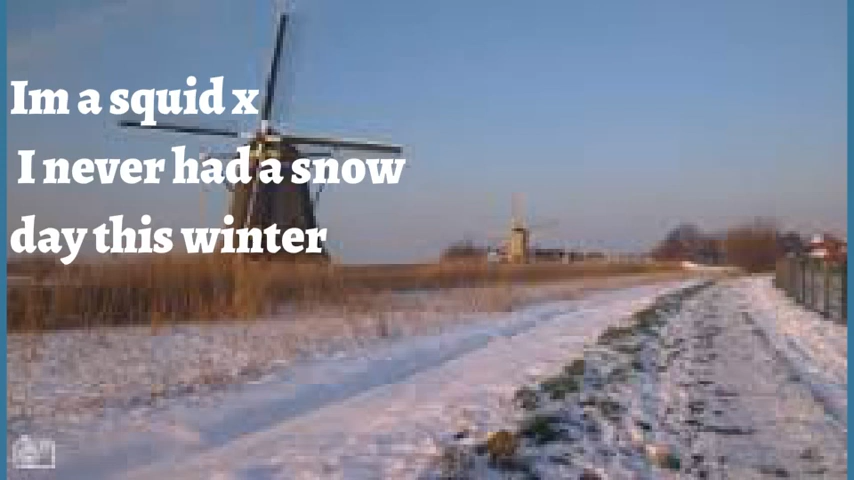 Im a squid x
I never had a snow
day this winter